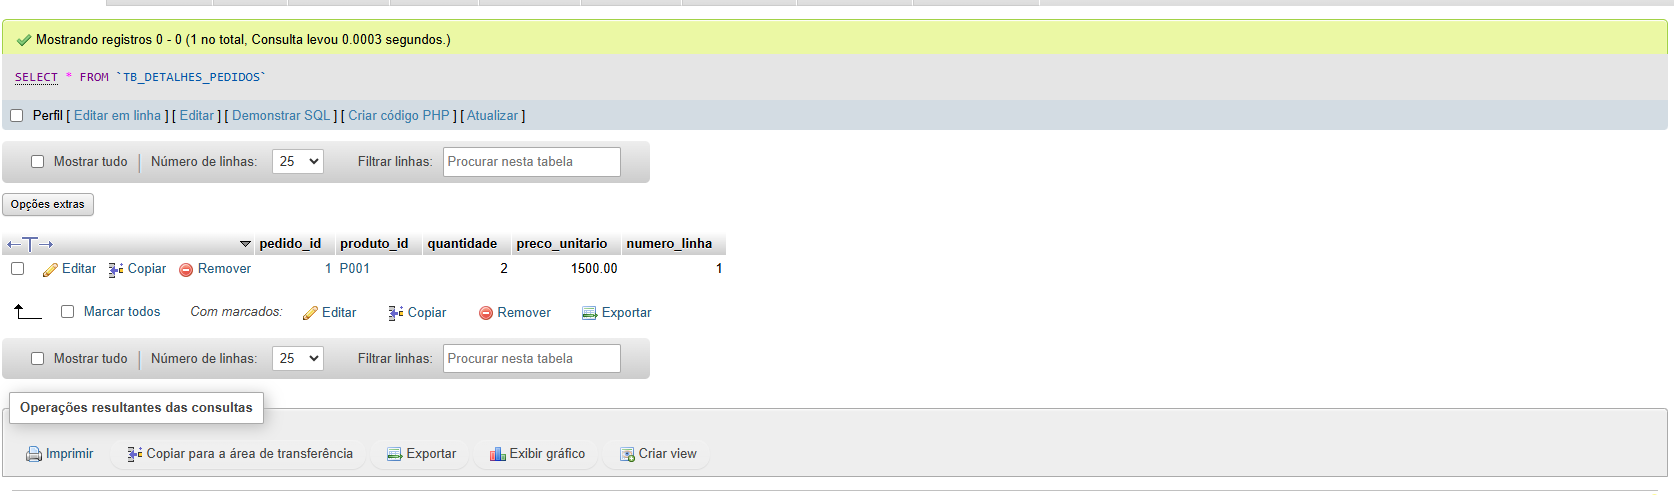 Mostrando registros 0 - 0 (1 no total, Consulta levou 0.0003 segundos.)
SELECT * FROM `TB_DETALHES_PEDIDOS`
Perfil [ Editar em linha ] [ Editar ] [ Demonstrar SQL ] [ Criar código PHP ] [ Atualizar ]
Mostrar tudo | Número de linhas: 25 Filtrar linhas: Procurar nesta tabela
Opções extras
←T→ pedido_id produto_id quantidade preco_unitario numero_linha
Editar Copiar Remover 1 P001 2 1500.00 1
Marcar todos Com marcados: Editar Copiar Remover Exportar
Mostrar tudo | Número de linhas: 25 Filtrar linhas: Procurar nesta tabela
Operações resultantes das consultas
Imprimir Copiar para a área de transferência Exportar Exibir gráfico Criar view